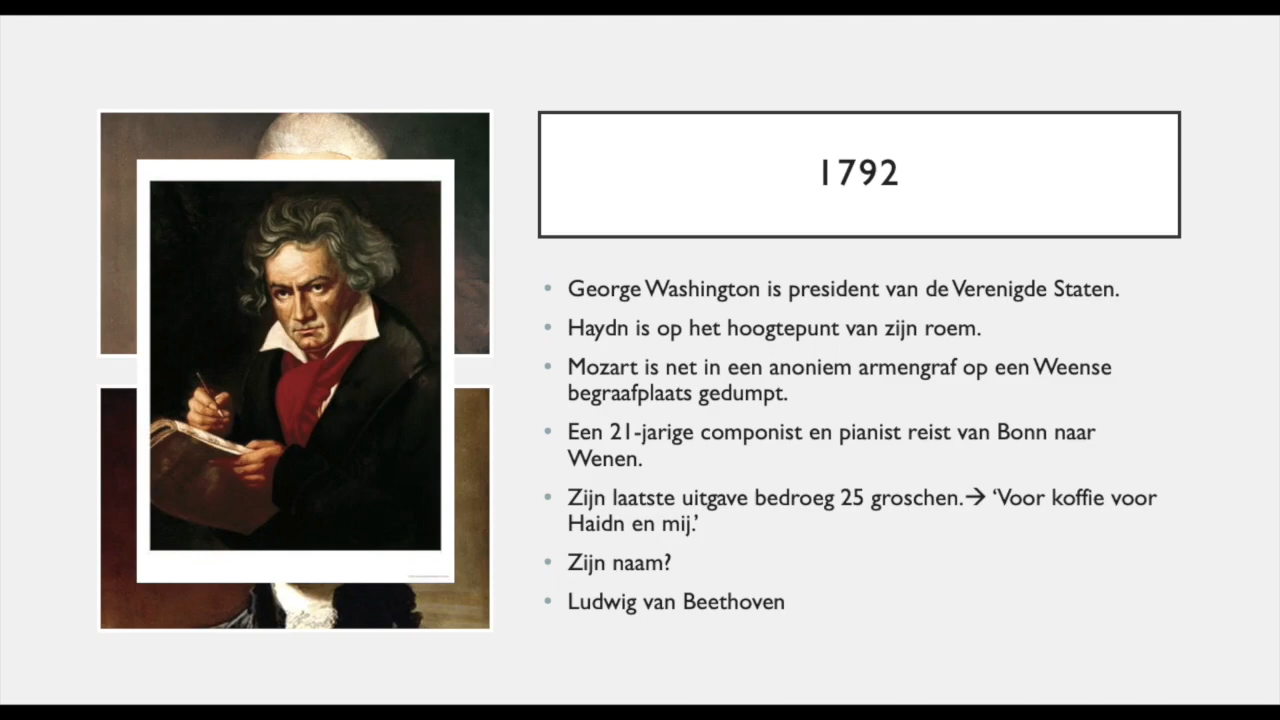 1792
• George Washington is president van de Verenigde Staten.
• Haydn is op het hoogtepunt van zijn roem.
• Mozart is net in een anoniem armengraf op een Weense
begraafplaats gedumpt.
• Een 21-jarige componist en pianist reist van Bonn naar
Wenen.
• Zijn laatste uitgave bedroeg 25 groschen.→ ‘Voor koffie voor
Haidn en mij.’
• Zijn naam?
• Ludwig van Beethoven